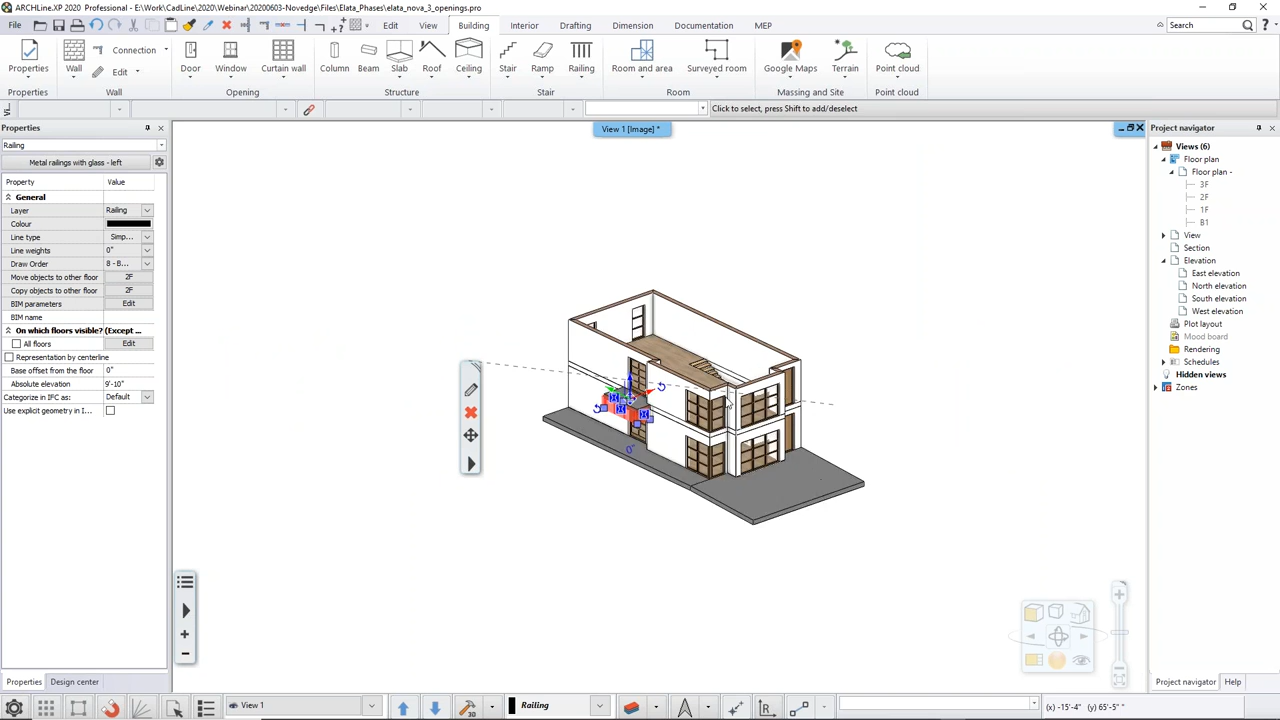 ARCHLine.XP 2020 Professional - E:\Work\CadLine\2020\Webinar\20200603-Novedge\Files\Elata_Phases\elata_nova_3_openings.pro
File
Edit
View
Building
Interior
Drafting
Dimension
Documentation
MEP
Search
Properties
Wall
Connection
Edit
Door
Window
Curtain wall
Column
Beam
Slab
Roof
Ceiling
Stair
Ramp
Railing
Room and area
Surveyed room
Google Maps
Terrain
Point cloud
Properties
Wall
Opening
Structure
Stair
Room
Massing and Site
Point cloud
Click to select, press Shift to add/deselect
Properties
View 1 [Image] *
Project navigator
Railing
Metal railings with glass - left
Property
Value
General
Layer
Railing
Colour
Line type
Simp...
Line weights
0"
Draw Order
8 - B...
Move objects to other floor
2F
Copy objects to other floor
2F
BIM parameters
Edit
BIM name
On which floors visible? (Except ...
All floors
Edit
Representation by centerline
Base offset from the floor
0"
Absolute elevation
9'-10"
Categorize in IFC as:
Default
Use explicit geometry in I...
0"
Views (6)
Floor plan
Floor plan -
3F
2F
1F
B1
View
Section
Elevation
East elevation
North elevation
South elevation
West elevation
Plot layout
Mood board
Rendering
Schedules
Hidden views
Zones
Properties
Design center
Project navigator
Help
View 1
Railing
(x) -15'-4" (y) 65'-5"